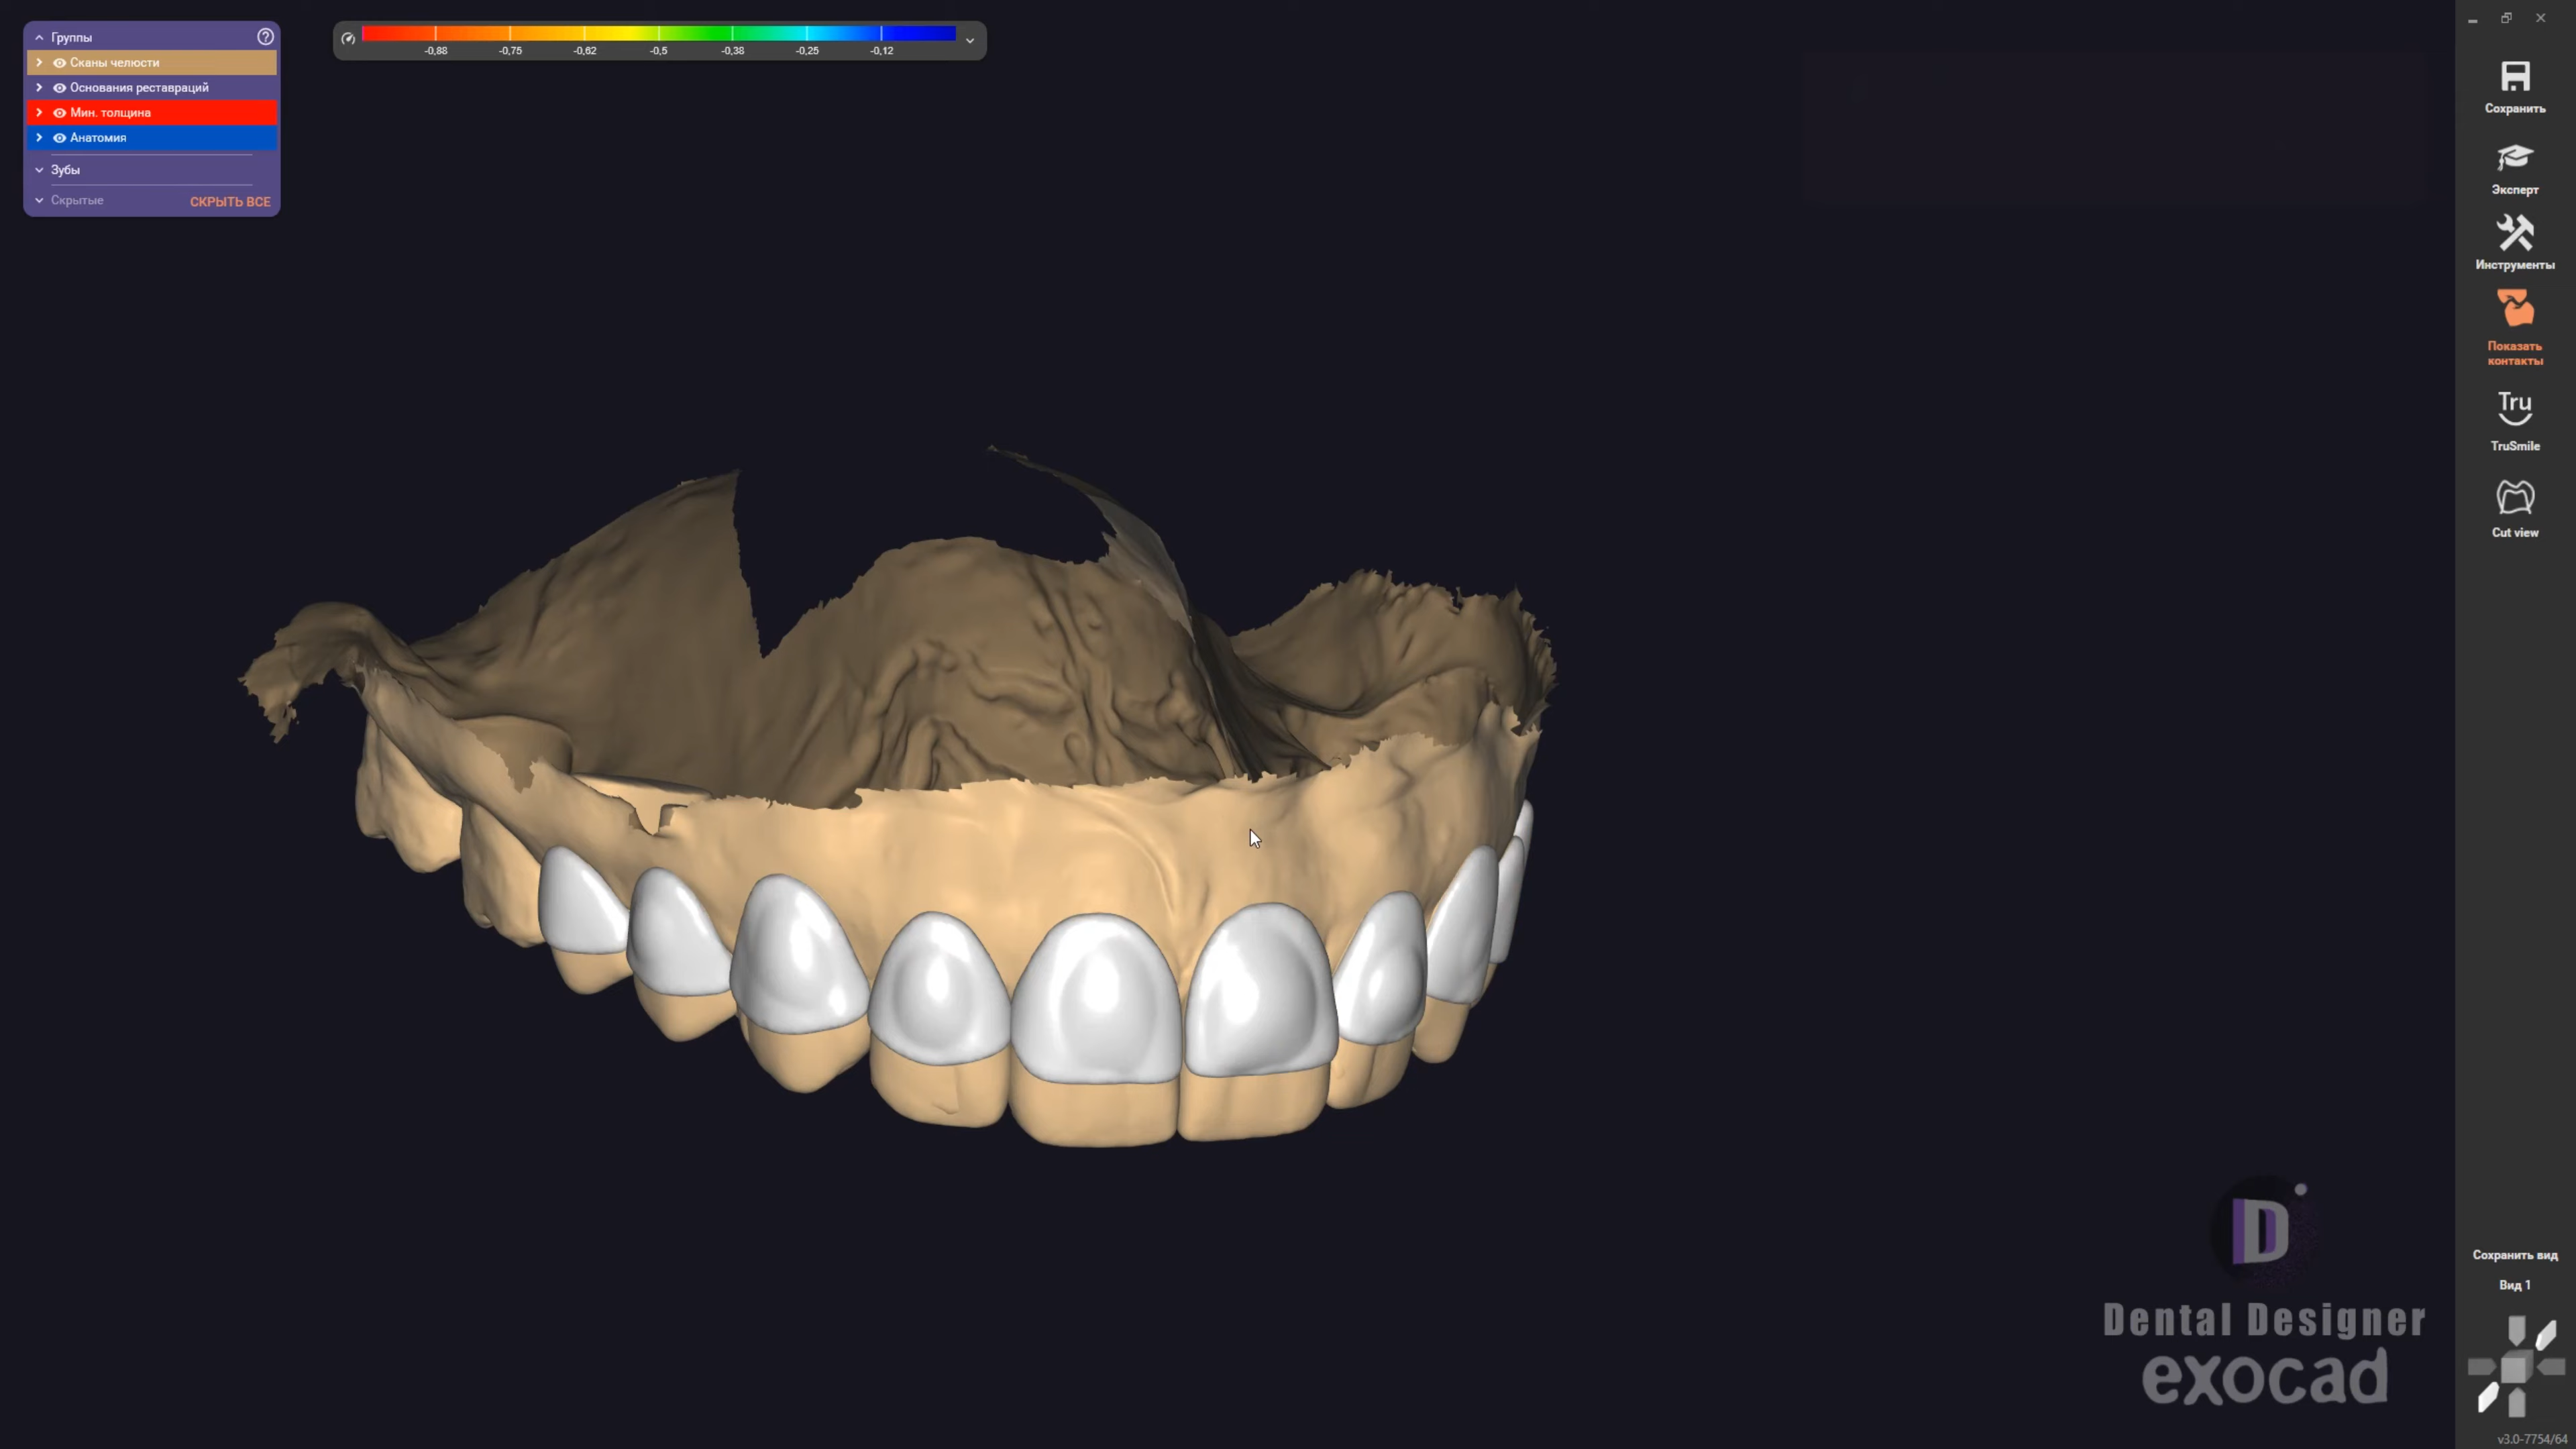 Группы
Сканы челюсти
Основания реставраций
Мин. толщина
Анатомия
Зубы
Скрытые
СКРЫТЬ ВСЕ
-0,88
-0,75
-0,62
-0,5
-0,38
-0,25
-0,12
Сохранить
Эксперт
Инструменты
Показать
контакты
Tru
TruSmile
Cut view
Сохранить вид
Вид 1
D
Dental Designer
exocad
v3.0-7754/64